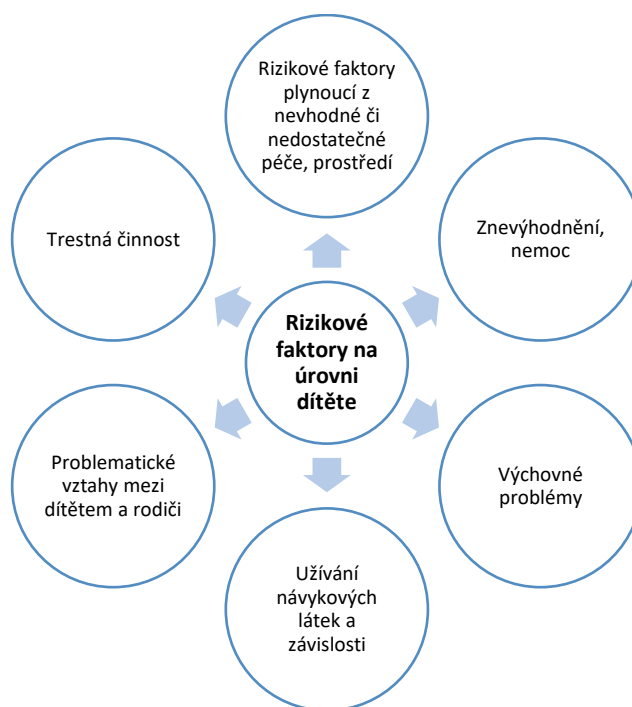 Rizikové faktory
plynoucí z
nevhodné či
nedostatečné
péče, prostředí
Trestná činnost
Znevýhodnění,
nemoc
Rizikové
faktory na
úrovni
dítěte
Problematické
vztahy mezi
dítětem a rodiči
Výchovné
problémy
Užívání
návykových
látek a
závislosti